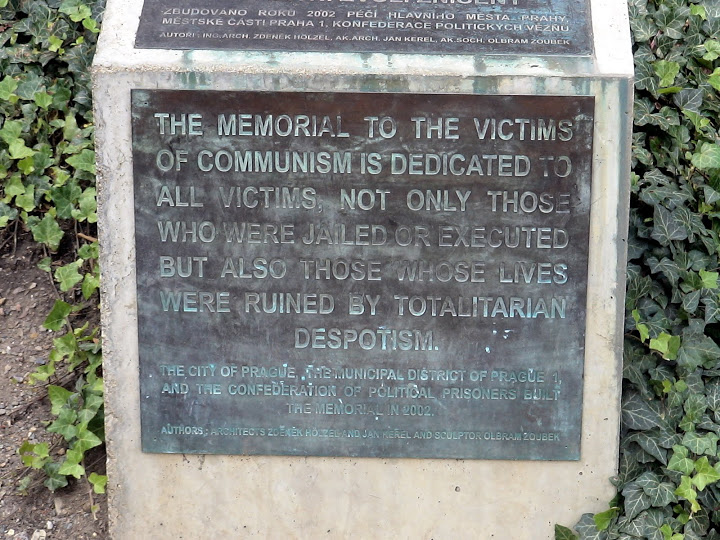 ZBUDOVÁNO ROKU 2002 PÉČÍ HLAVNÍHO MĚSTA PRAHY,
MĚSTSKÉ ČÁSTI PRAHA 1, KONFEDERACE POLITICKÝCH VĚZŇŮ
AUTOŘI: ING.ARCH. ZDENĚK HÖLZEL, AK.ARCH. JAN KEREL, AK.SOCH. OLBRAM ZOUBEK
THE MEMORIAL TO THE VICTIMS
OF COMMUNISM IS DEDICATED TO
ALL VICTIMS, NOT ONLY THOSE
WHO WERE JAILED OR EXECUTED
BUT ALSO THOSE WHOSE LIVES
WERE RUINED BY TOTALITARIAN
DESPOTISM.
THE CITY OF PRAGUE, THE MUNICIPAL DISTRICT OF PRAGUE 1,
AND THE CONFEDERATION OF POLITICAL PRISONERS BUILT
THE MEMORIAL IN 2002.
AUTHORS : ARCHITECTS ZDENĚK HÖLZEL AND JAN KEREL AND SCULPTOR OLBRAM ZOUBEK